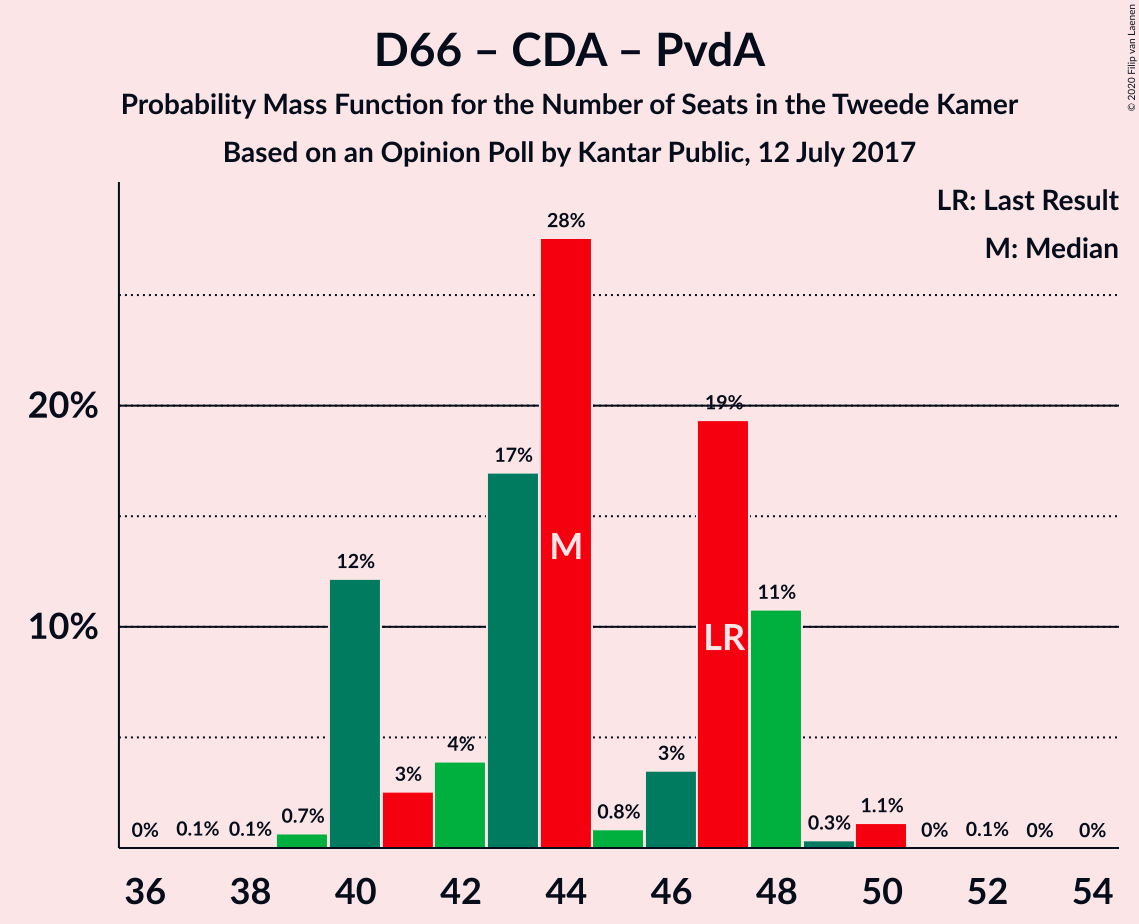 © 2020 Filip van Laenen
D66 – CDA – PvdA
Probability Mass Function for the Number of Seats in the Tweede Kamer
Based on an Opinion Poll by Kantar Public, 12 July 2017
LR: Last Result
M: Median
20%
10%
0% 0.1% 0.1% 0.7% 12% 3% 4% 17% 28% 0.8% 3% 19% 11% 0.3% 1.1% 0% 0.1% 0% 0%
M
LR
36 38 40 42 44 46 48 50 52 54